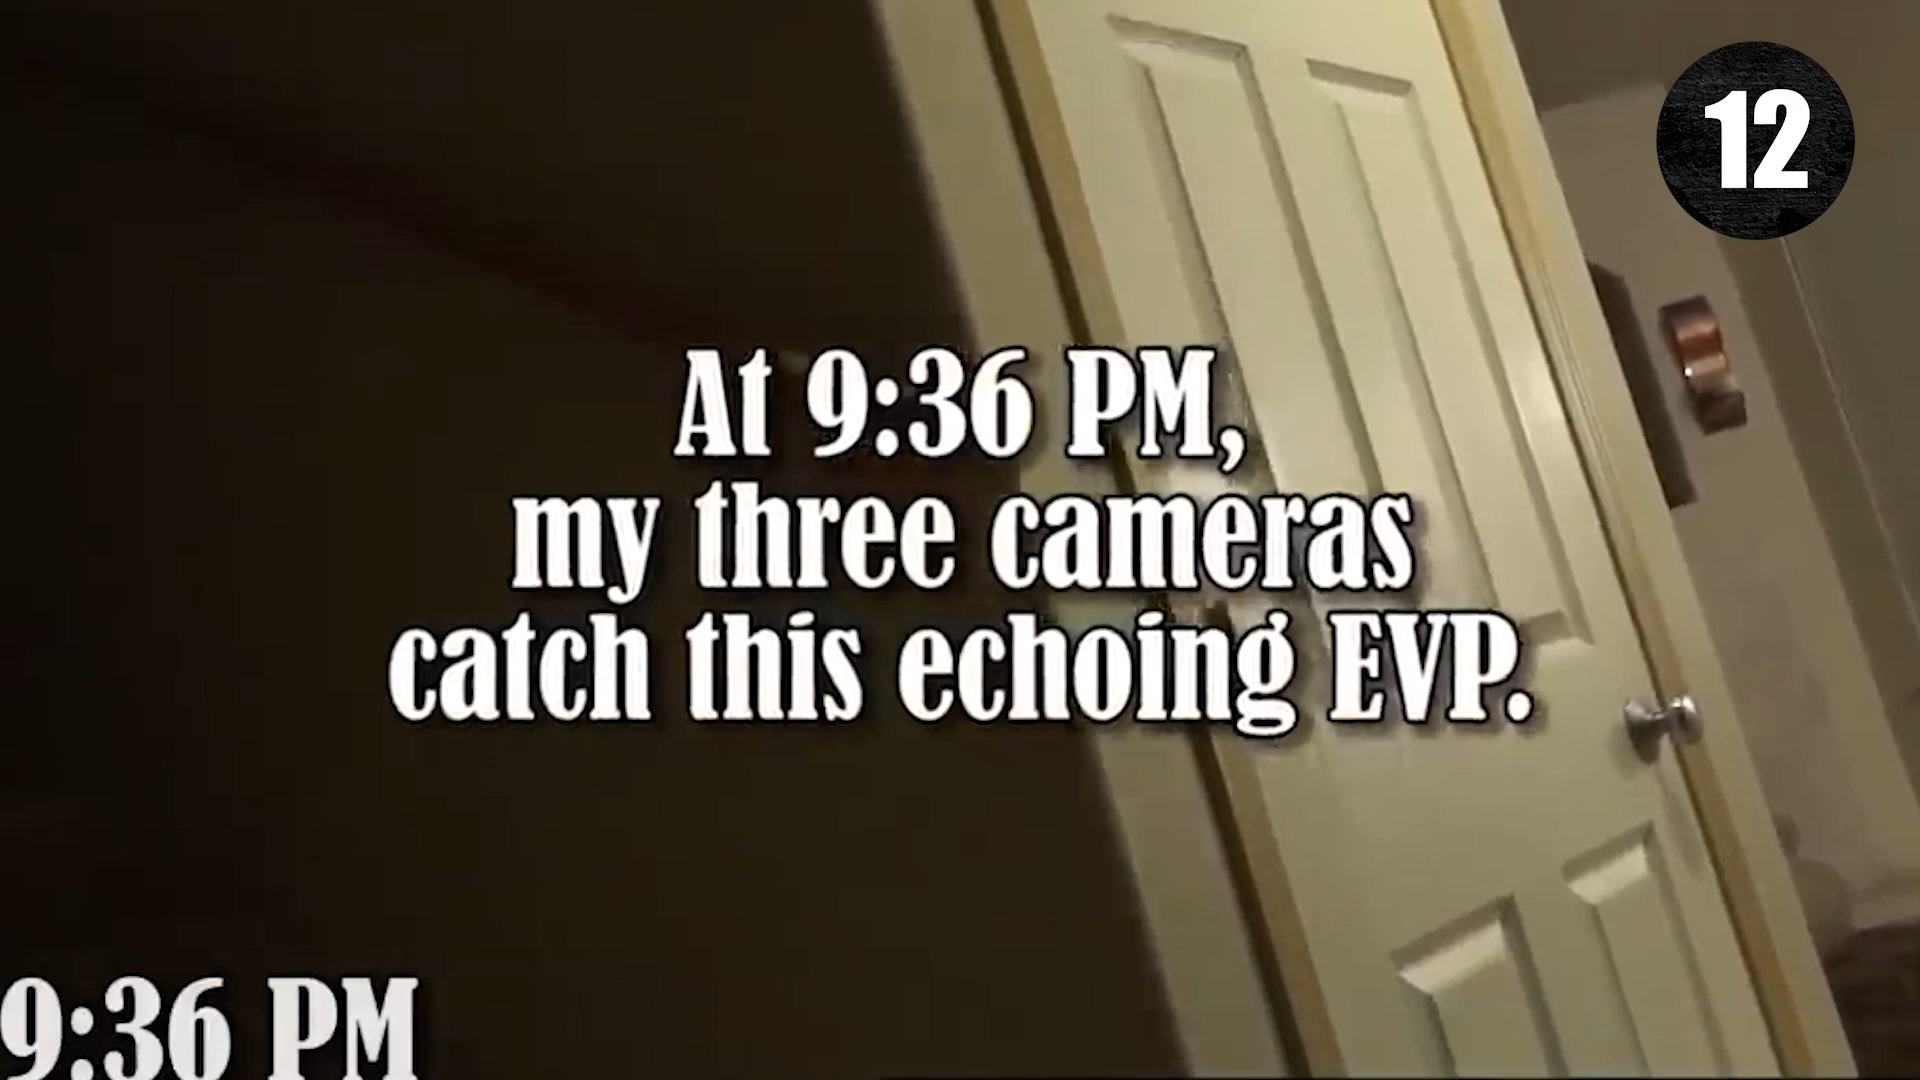 12
At 9:36 PM,
my three cameras
catch this echoing EVP.
9:36 PM